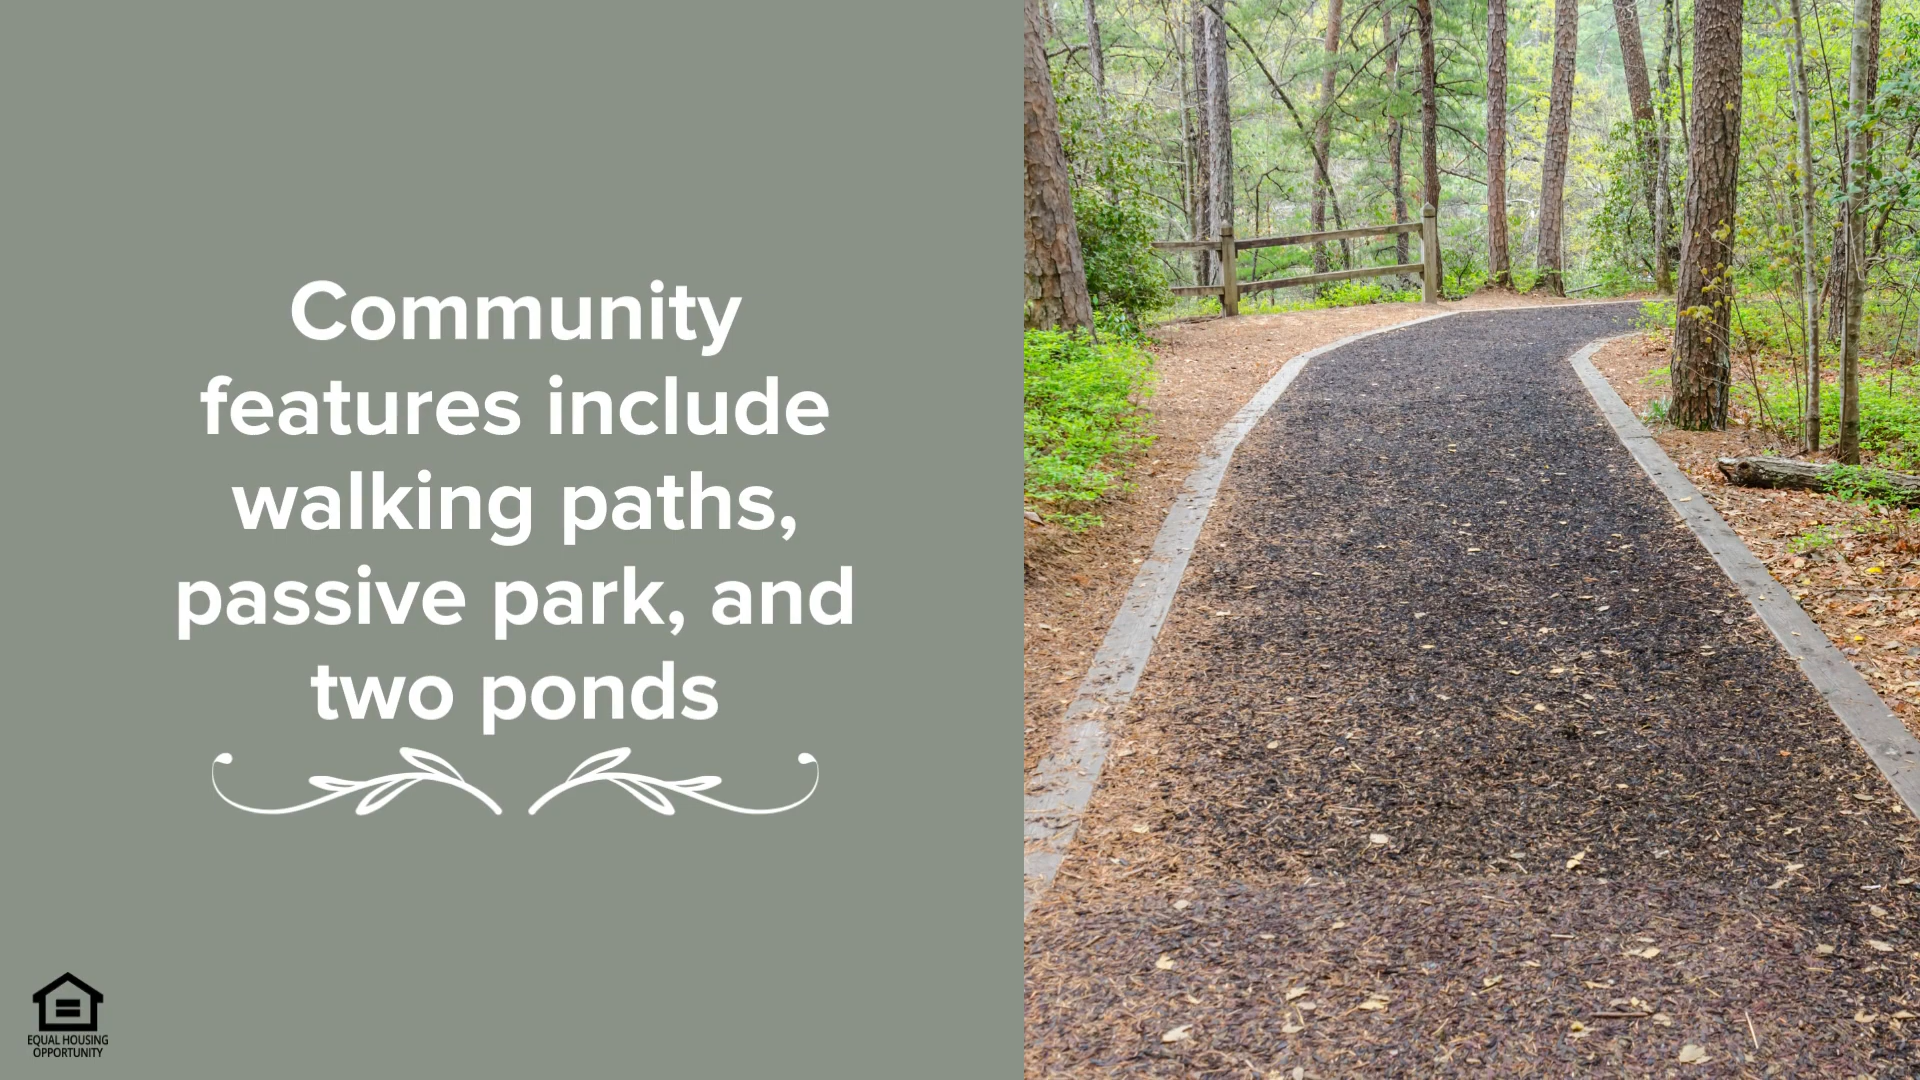 Community
features include
walking paths,
passive park, and
two ponds
EQUAL HOUSING
OPPORTUNITY